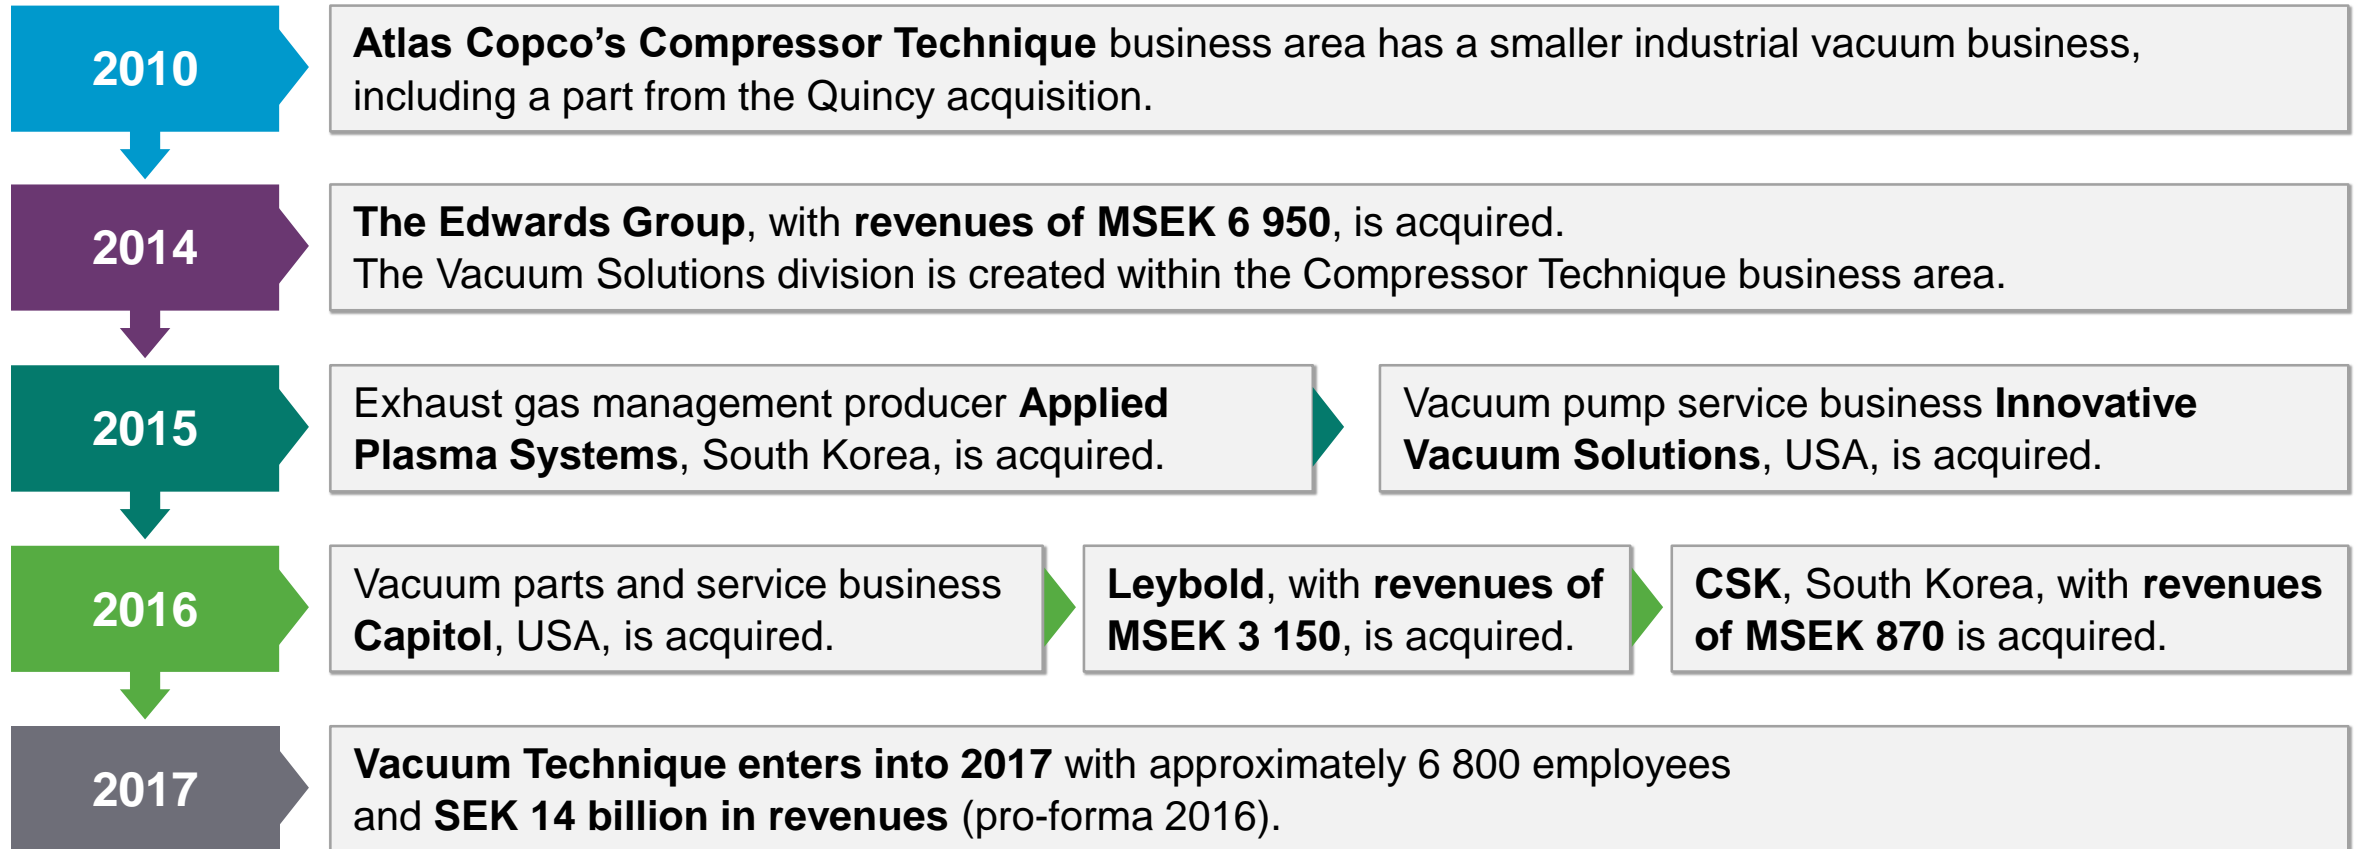 2010
Atlas Copco’s Compressor Technique business area has a smaller industrial vacuum business,
including a part from the Quincy acquisition.
2014
The Edwards Group, with revenues of MSEK 6 950, is acquired.
The Vacuum Solutions division is created within the Compressor Technique business area.
2015
Exhaust gas management producer Applied
Plasma Systems, South Korea, is acquired.
Vacuum pump service business Innovative
Vacuum Solutions, USA, is acquired.
2016
Vacuum parts and service business
Capitol, USA, is acquired.
Leybold, with revenues of
MSEK 3 150, is acquired.
CSK, South Korea, with revenues
of MSEK 870 is acquired.
2017
Vacuum Technique enters into 2017 with approximately 6 800 employees
and SEK 14 billion in revenues (pro-forma 2016).